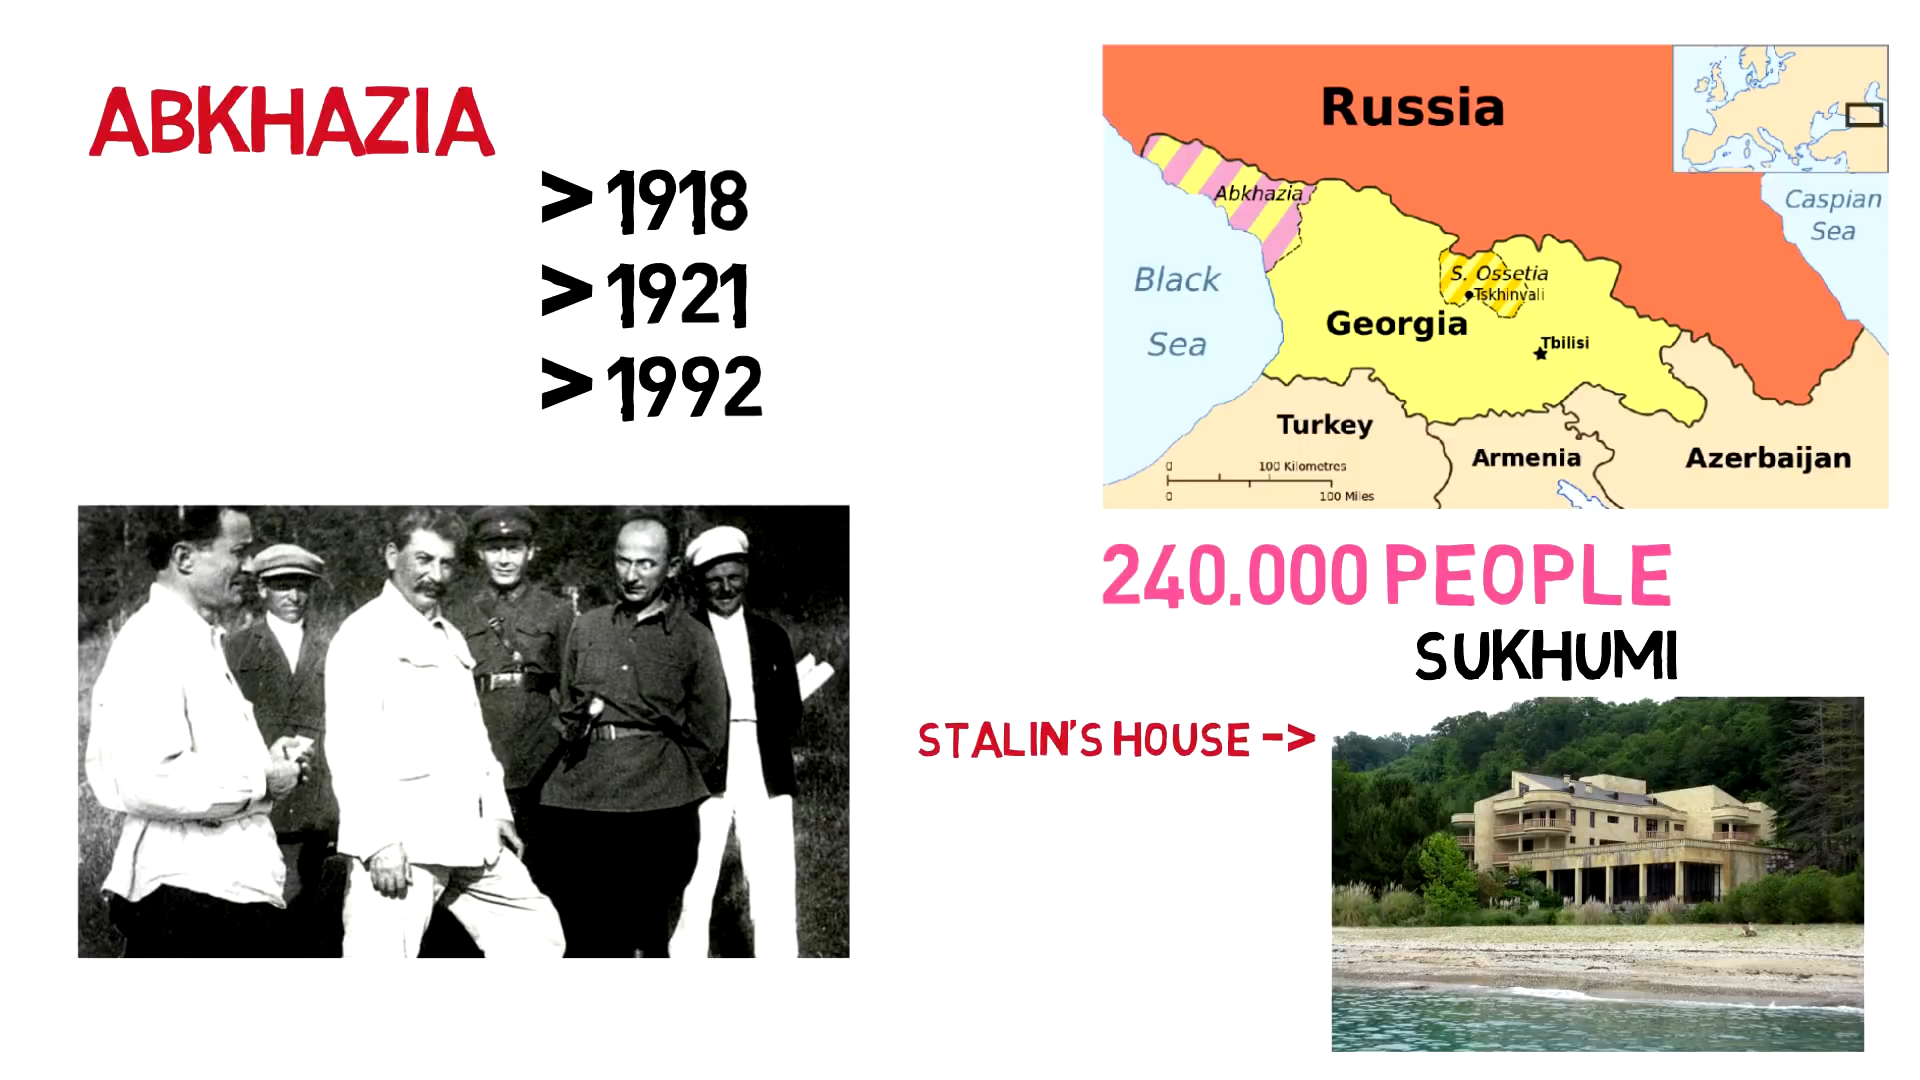 ABKHAZIA
> 1918
> 1921
> 1992
Russia
Abkhazia
Caspian
Sea
Black
Sea
S. Ossetia
Tskhinvali
Georgia
Tbilisi
Turkey
Armenia
Azerbaijan
0
100 Kilometres
0
100 Miles
240.000 PEOPLE
SUKHUMI
STALIN'S HOUSE ->